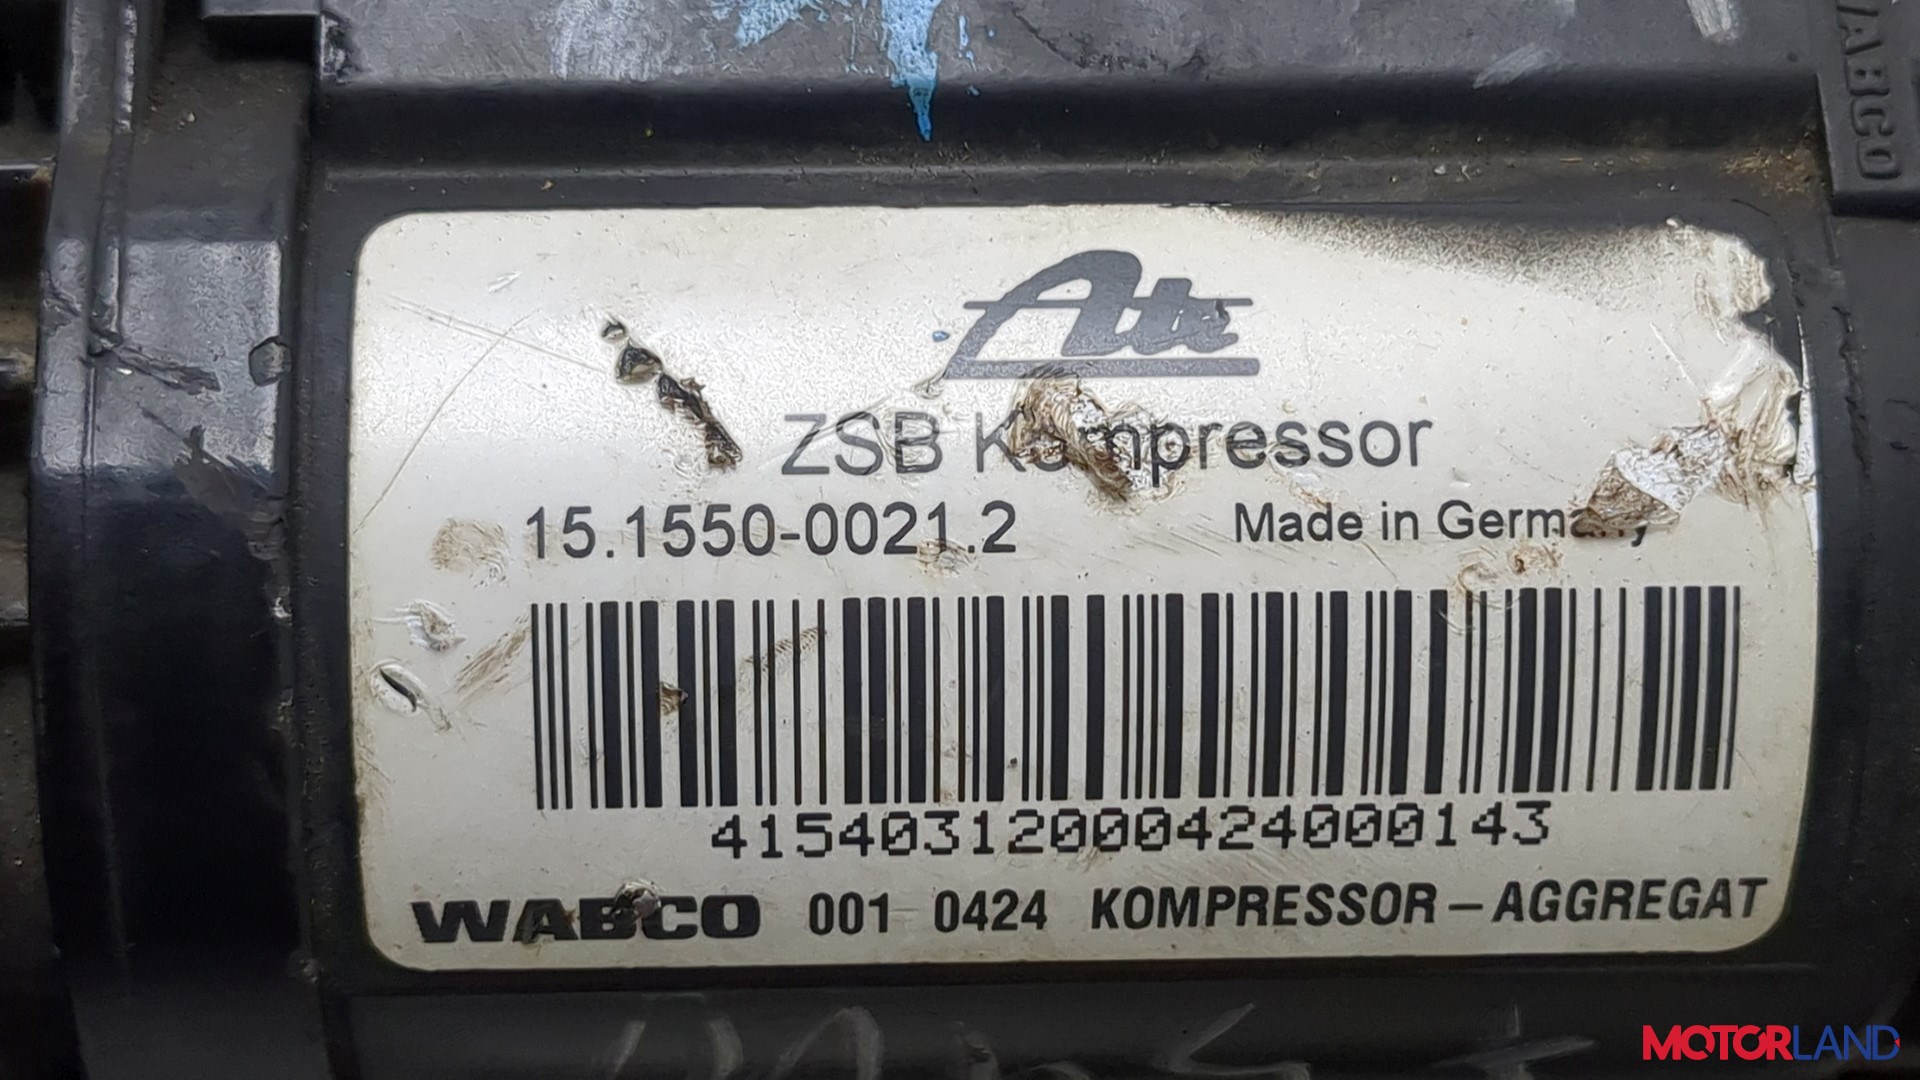 WABCO
Ate
ZSB Kompressor
15.1550-0021.2 Made in Germany
41540312000424000143
WABCO 001 0424 KOMPRESSOR-AGGREGAT
MOTORLAND